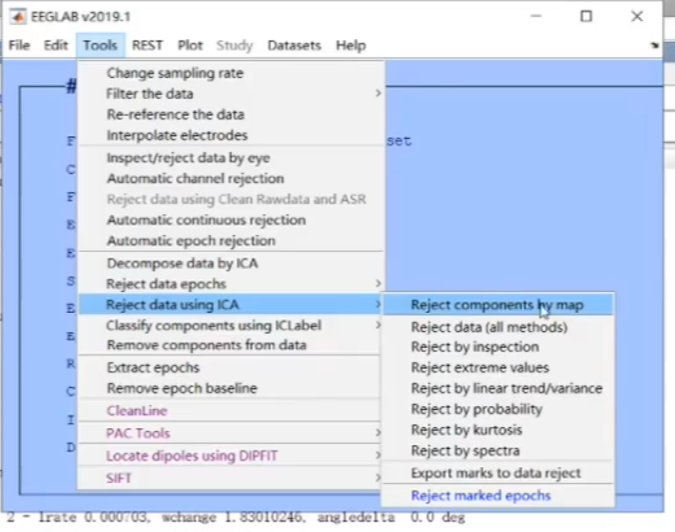 EEGLAB v2019.1
File Edit Tools REST Plot Study Datasets Help
#
Change sampling rate
Filter the data
Re-reference the data
Interpolate electrodes
F
set
Inspect/reject data by eye
C
Automatic channel rejection
F
Reject data using Clean Rawdata and ASR
E
Automatic continuous rejection
E
Automatic epoch rejection
Decompose data by ICA
S
Reject data epochs
E
Reject data using ICA
Reject components by map
E
Classify components using ICLabel
Reject data (all methods)
Remove components from data
Reject by inspection
R
Extract epochs
Reject extreme values
C
Remove epoch baseline
Reject by linear trend/variance
I
CleanLine
Reject by probability
PAC Tools
Reject by kurtosis
D
Locate dipoles using DIPFIT
Reject by spectra
SIFT
Export marks to data reject
Reject marked epochs
2 - lrate 0.000703, wchange 1.83010246, angledelta 0.0 deg